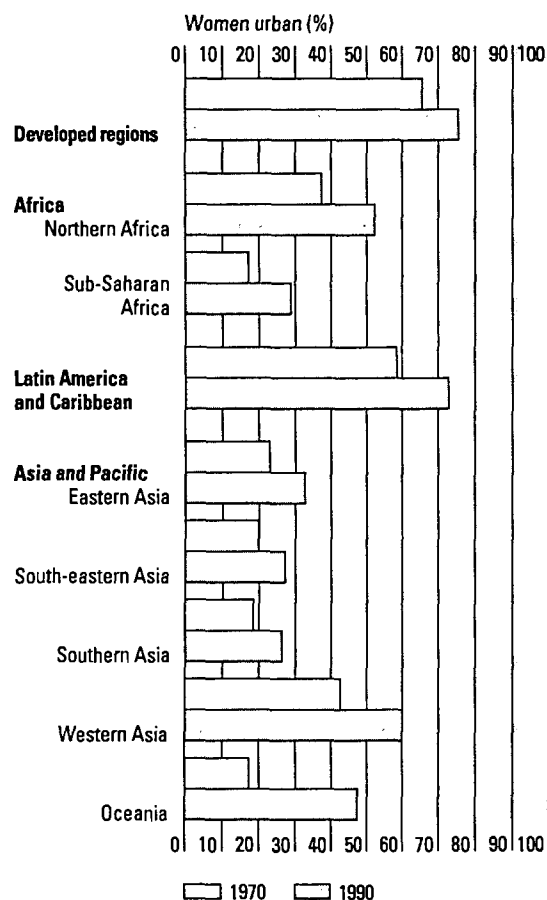 Women urban (%)
0 10 20 30 40 50 60 70 80 100
Developed regions
Africa
Northern Africa
Sub-Saharan
Africa
Latin America
and Caribbean
Asia and Pacific
Eastern Asia
South-eastern Asia
Southern Asia
Western Asia
Oceania
0 10 20 30 40 50 60 70 80 100
1970 1990